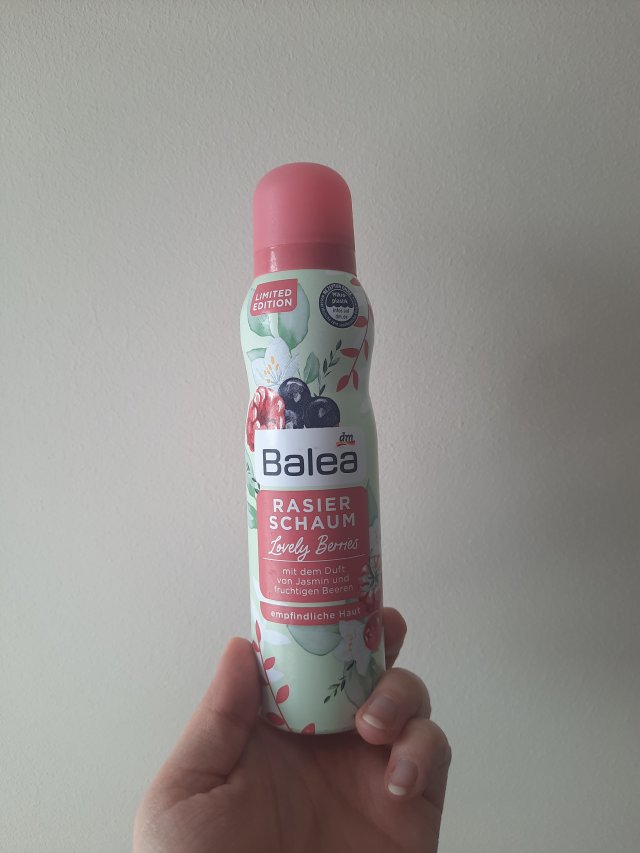 LIMITED
EDITION
dm
Balea
RASIER
SCHAUM
Lovely Berries
mit dem Duft
von Jasmin und
fruchtigen Beeren
empfindliche Haut